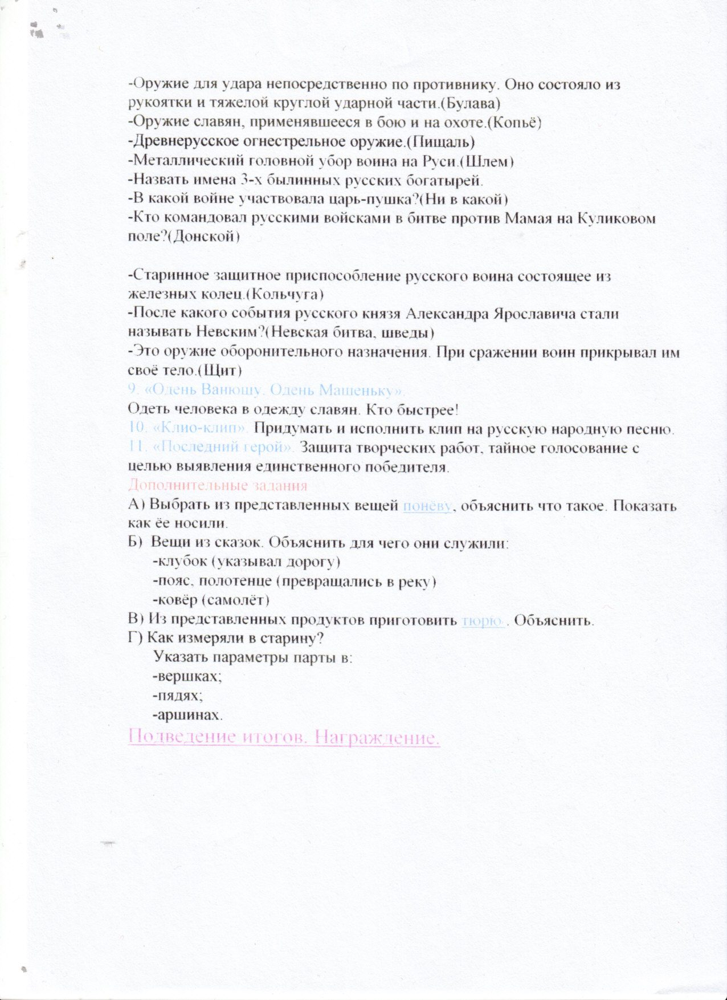 -Оружие для удара непосредственно по противнику. Оно состояло из
рукоятки и тяжелой круглой ударной части.(Булава)
-Оружие славян, применявшееся в бою и на охоте.(Копьё)
-Древнерусское огнестрельное оружие.(Пищаль)
-Металлический головной убор воина на Руси.(Шлем)
-Назвать имена 3-х былинных русских богатырей.
-В какой войне участвовала царь-пушка?(Ни в какой)
-Кто командовал русскими войсками в битве против Мамая на Куликовом
поле?(Донской)
-Старинное защитное приспособление русского воина состоящее из
железных колец.(Кольчуга)
-После какого события русского князя Александра Ярославича стали
называть Невским?(Невская битва, шведы)
-Это оружие оборонительного назначения. При сражении воин прикрывал им
своё тело.(Щит)
9. «Одень Ванюшу. Одень Машеньку».
Одеть человека в одежду славян. Кто быстрее!
10. «Клио-клип». Придумать и исполнить клип на русскую народную песню.
11. «Последний герой». Защита творческих работ, тайное голосование с
целью выявления единственного победителя.
Дополнительные задания
А) Выбрать из представленных вещей понёву, объяснить что такое. Показать
как ёе носили.
Б) Вещи из сказок. Объяснить для чего они служили:
-клубок (указывал дорогу)
-пояс, полотенце (превращались в реку)
-ковёр (самолёт)
В) Из представленных продуктов приготовить тюрю . Объяснить.
Г) Как измеряли в старину?
Указать параметры парты в:
-вершках;
-пядях;
-аршинах.
Подведение итогов. Награждение.